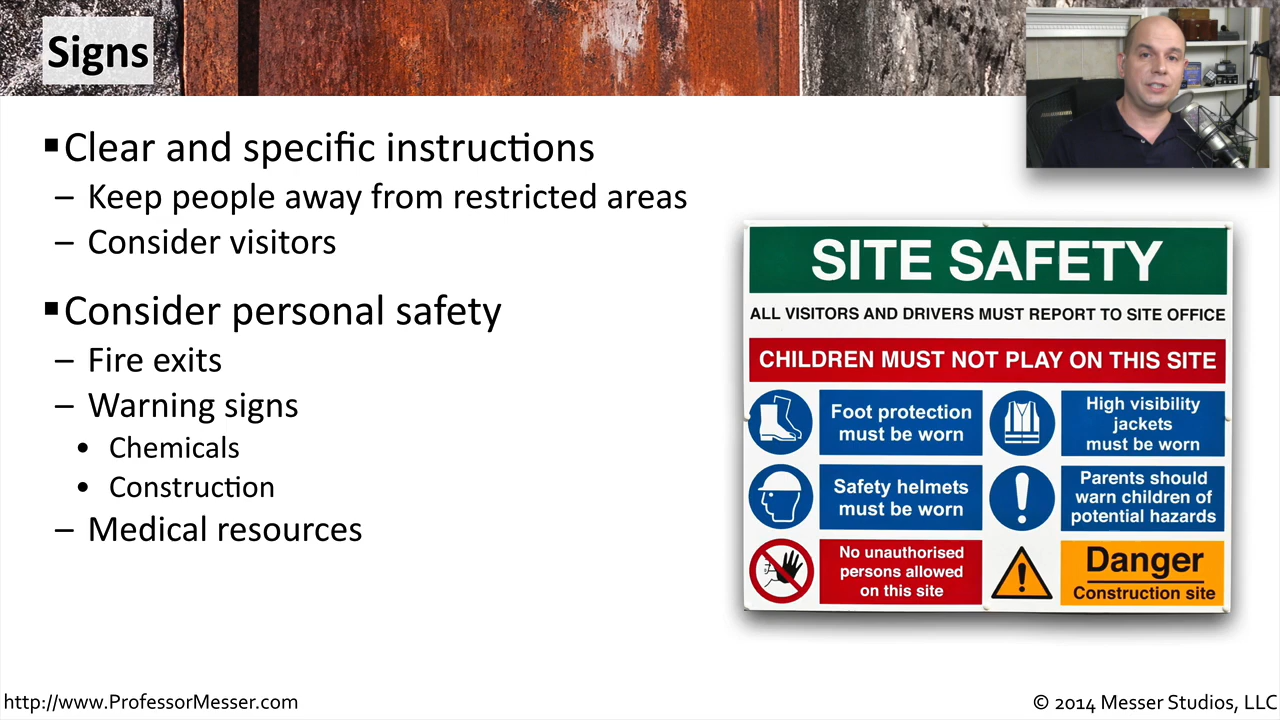 Signs
▪Clear and specific instructions
– Keep people away from restricted areas
– Consider visitors
▪Consider personal safety
– Fire exits
– Warning signs
• Chemicals
• Construction
– Medical resources
SITE SAFETY
ALL VISITORS AND DRIVERS MUST REPORT TO SITE OFFICE
CHILDREN MUST NOT PLAY ON THIS SITE
Foot protection
must be worn
High visibility
jackets
must be worn
Safety helmets
must be worn
Parents should
warn children of
potential hazards
No unauthorised
persons allowed
on this site
Danger
Construction site
http://www.ProfessorMesser.com
© 2014 Messer Studios, LLC